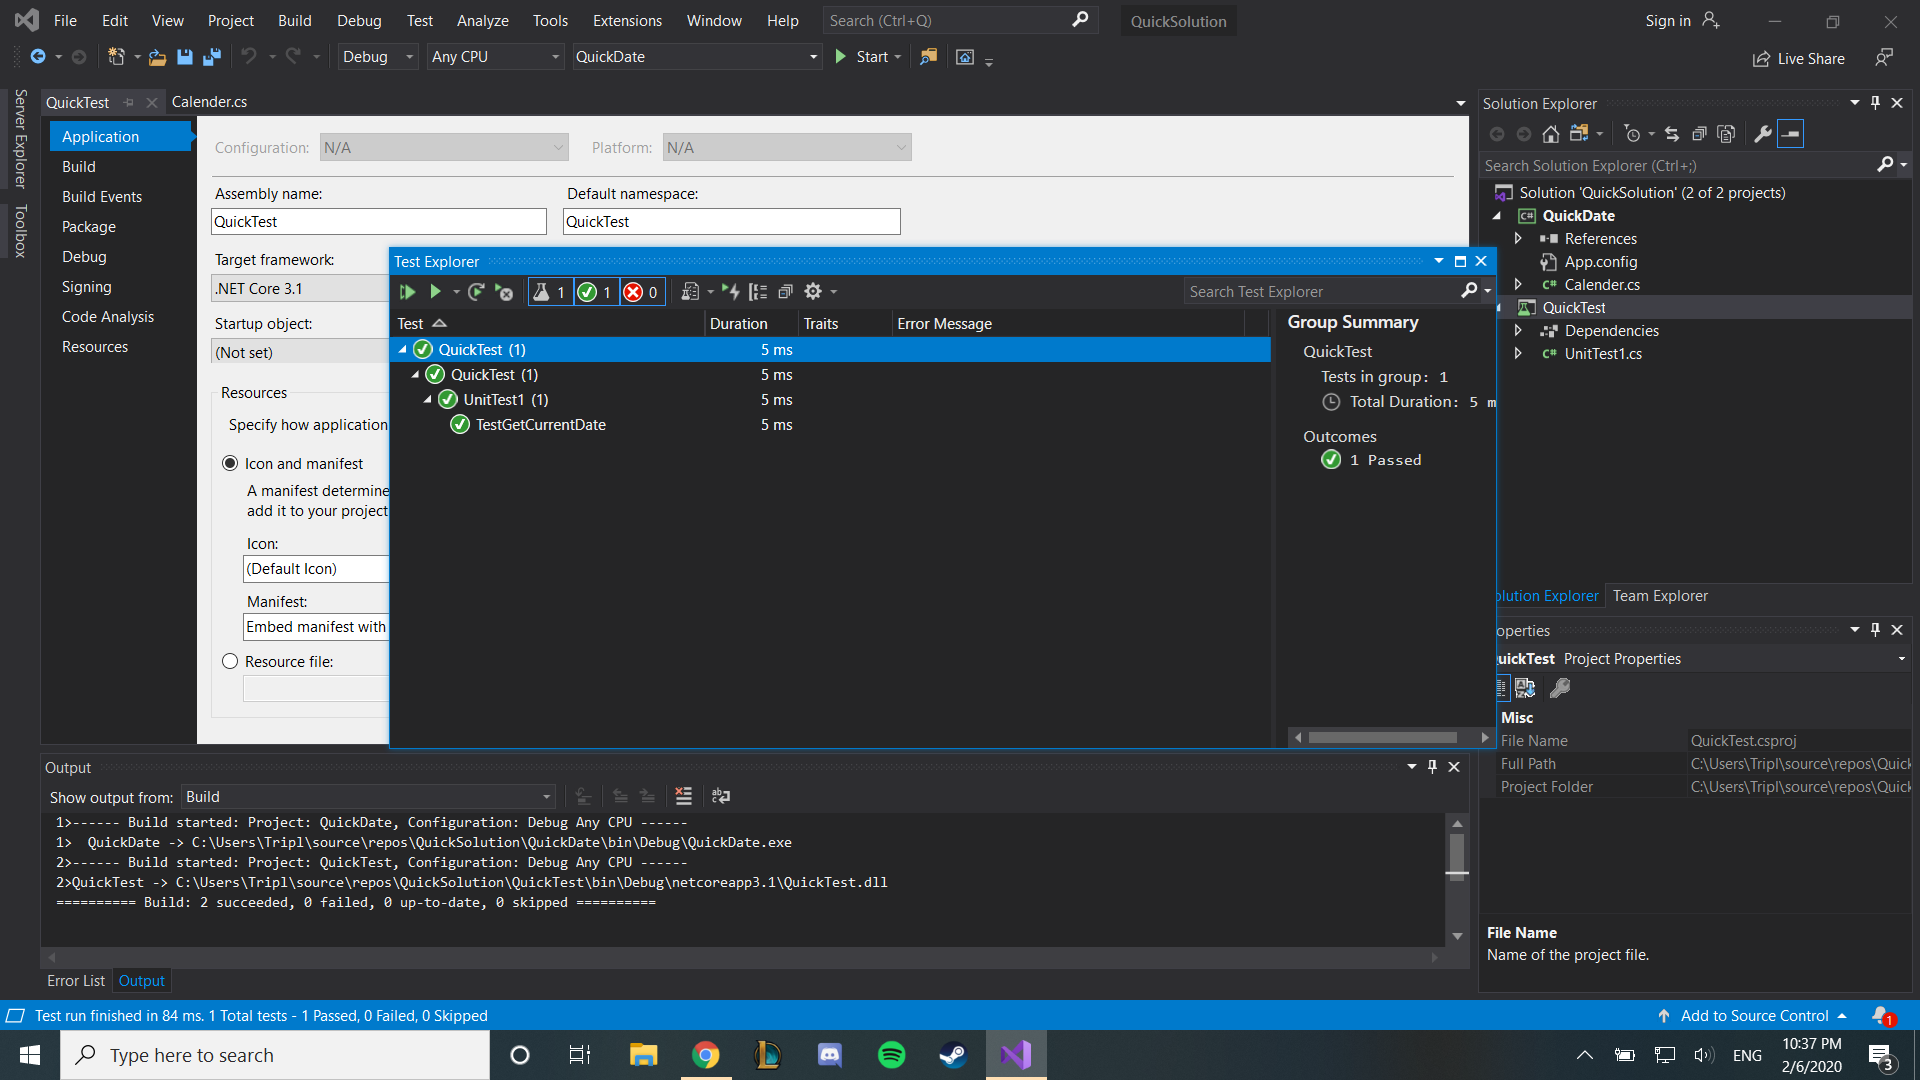 File Edit View Project Build Debug Test Analyze Tools Extensions Window Help Search (Ctrl+Q) QuickSolution Sign in
Debug Any CPU QuickDate Start Live Share
Server Explorer
Toolbox
QuickTest Calender.cs
Application
Build
Build Events
Package
Debug
Signing
Code Analysis
Resources
Configuration: N/A Platform: N/A
Assembly name: Default namespace:
QuickTest QuickTest
Target framework:
.NET Core 3.1
Startup object:
(Not set)
Resources
Specify how application
Icon and manifest
A manifest determine
add it to your project
Icon:
(Default Icon)
Manifest:
Embed manifest with
Resource file:
Test Explorer
1 1 0 Search Test Explorer
Test Duration Traits Error Message
QuickTest (1) 5 ms
QuickTest (1) 5 ms
UnitTest1 (1) 5 ms
TestGetCurrentDate 5 ms
Group Summary
QuickTest
Tests in group: 1
Total Duration: 5 m
Outcomes
1 Passed
Solution Explorer
Search Solution Explorer (Ctrl+;)
Solution 'QuickSolution' (2 of 2 projects)
QuickDate
References
App.config
Calender.cs
QuickTest
Dependencies
UnitTest1.cs
olution Explorer Team Explorer
operties
uickTest Project Properties
Misc
File Name QuickTest.csproj
Full Path C:\Users\Tripl\source\repos\Quick
Project Folder C:\Users\Tripl\source\repos\Quick
File Name
Name of the project file.
Output
Show output from: Build
1>------ Build started: Project: QuickDate, Configuration: Debug Any CPU ------
1>  QuickDate -> C:\Users\Tripl\source\repos\QuickSolution\QuickDate\bin\Debug\QuickDate.exe
2>------ Build started: Project: QuickTest, Configuration: Debug Any CPU ------
2>QuickTest -> C:\Users\Tripl\source\repos\QuickSolution\QuickTest\bin\Debug\netcoreapp3.1\QuickTest.dll
========== Build: 2 succeeded, 0 failed, 0 up-to-date, 0 skipped ==========
Error List Output
Test run finished in 84 ms. 1 Total tests - 1 Passed, 0 Failed, 0 Skipped Add to Source Control 1
Type here to search ENG 10:37 PM
2/6/2020 3